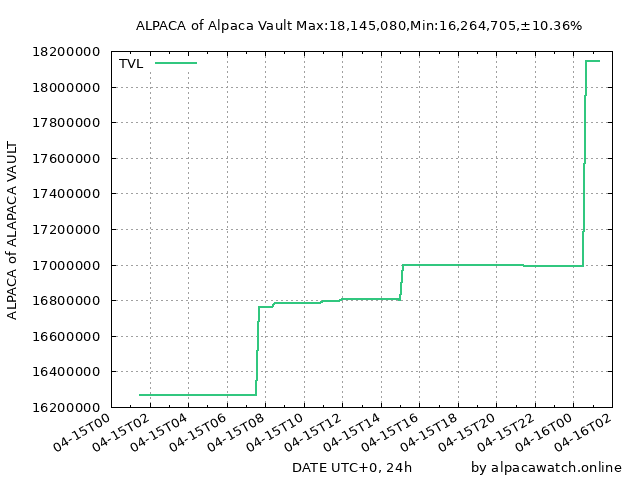 ALPACA of Alpaca Vault Max:18,145,080,Min:16,264,705,±10.36%
TVL
18200000
18000000
17800000
17600000
17400000
17200000
17000000
16800000
16600000
16400000
16200000
ALPACA of ALAPACA VAULT
04-15T00
04-15T02
04-15T04
04-15T06
04-15T08
04-15T10
04-15T12
04-15T14
04-15T16
04-15T18
04-15T20
04-15T22
04-16T00
04-16T02
DATE UTC+0, 24h
by alpacawatch.online